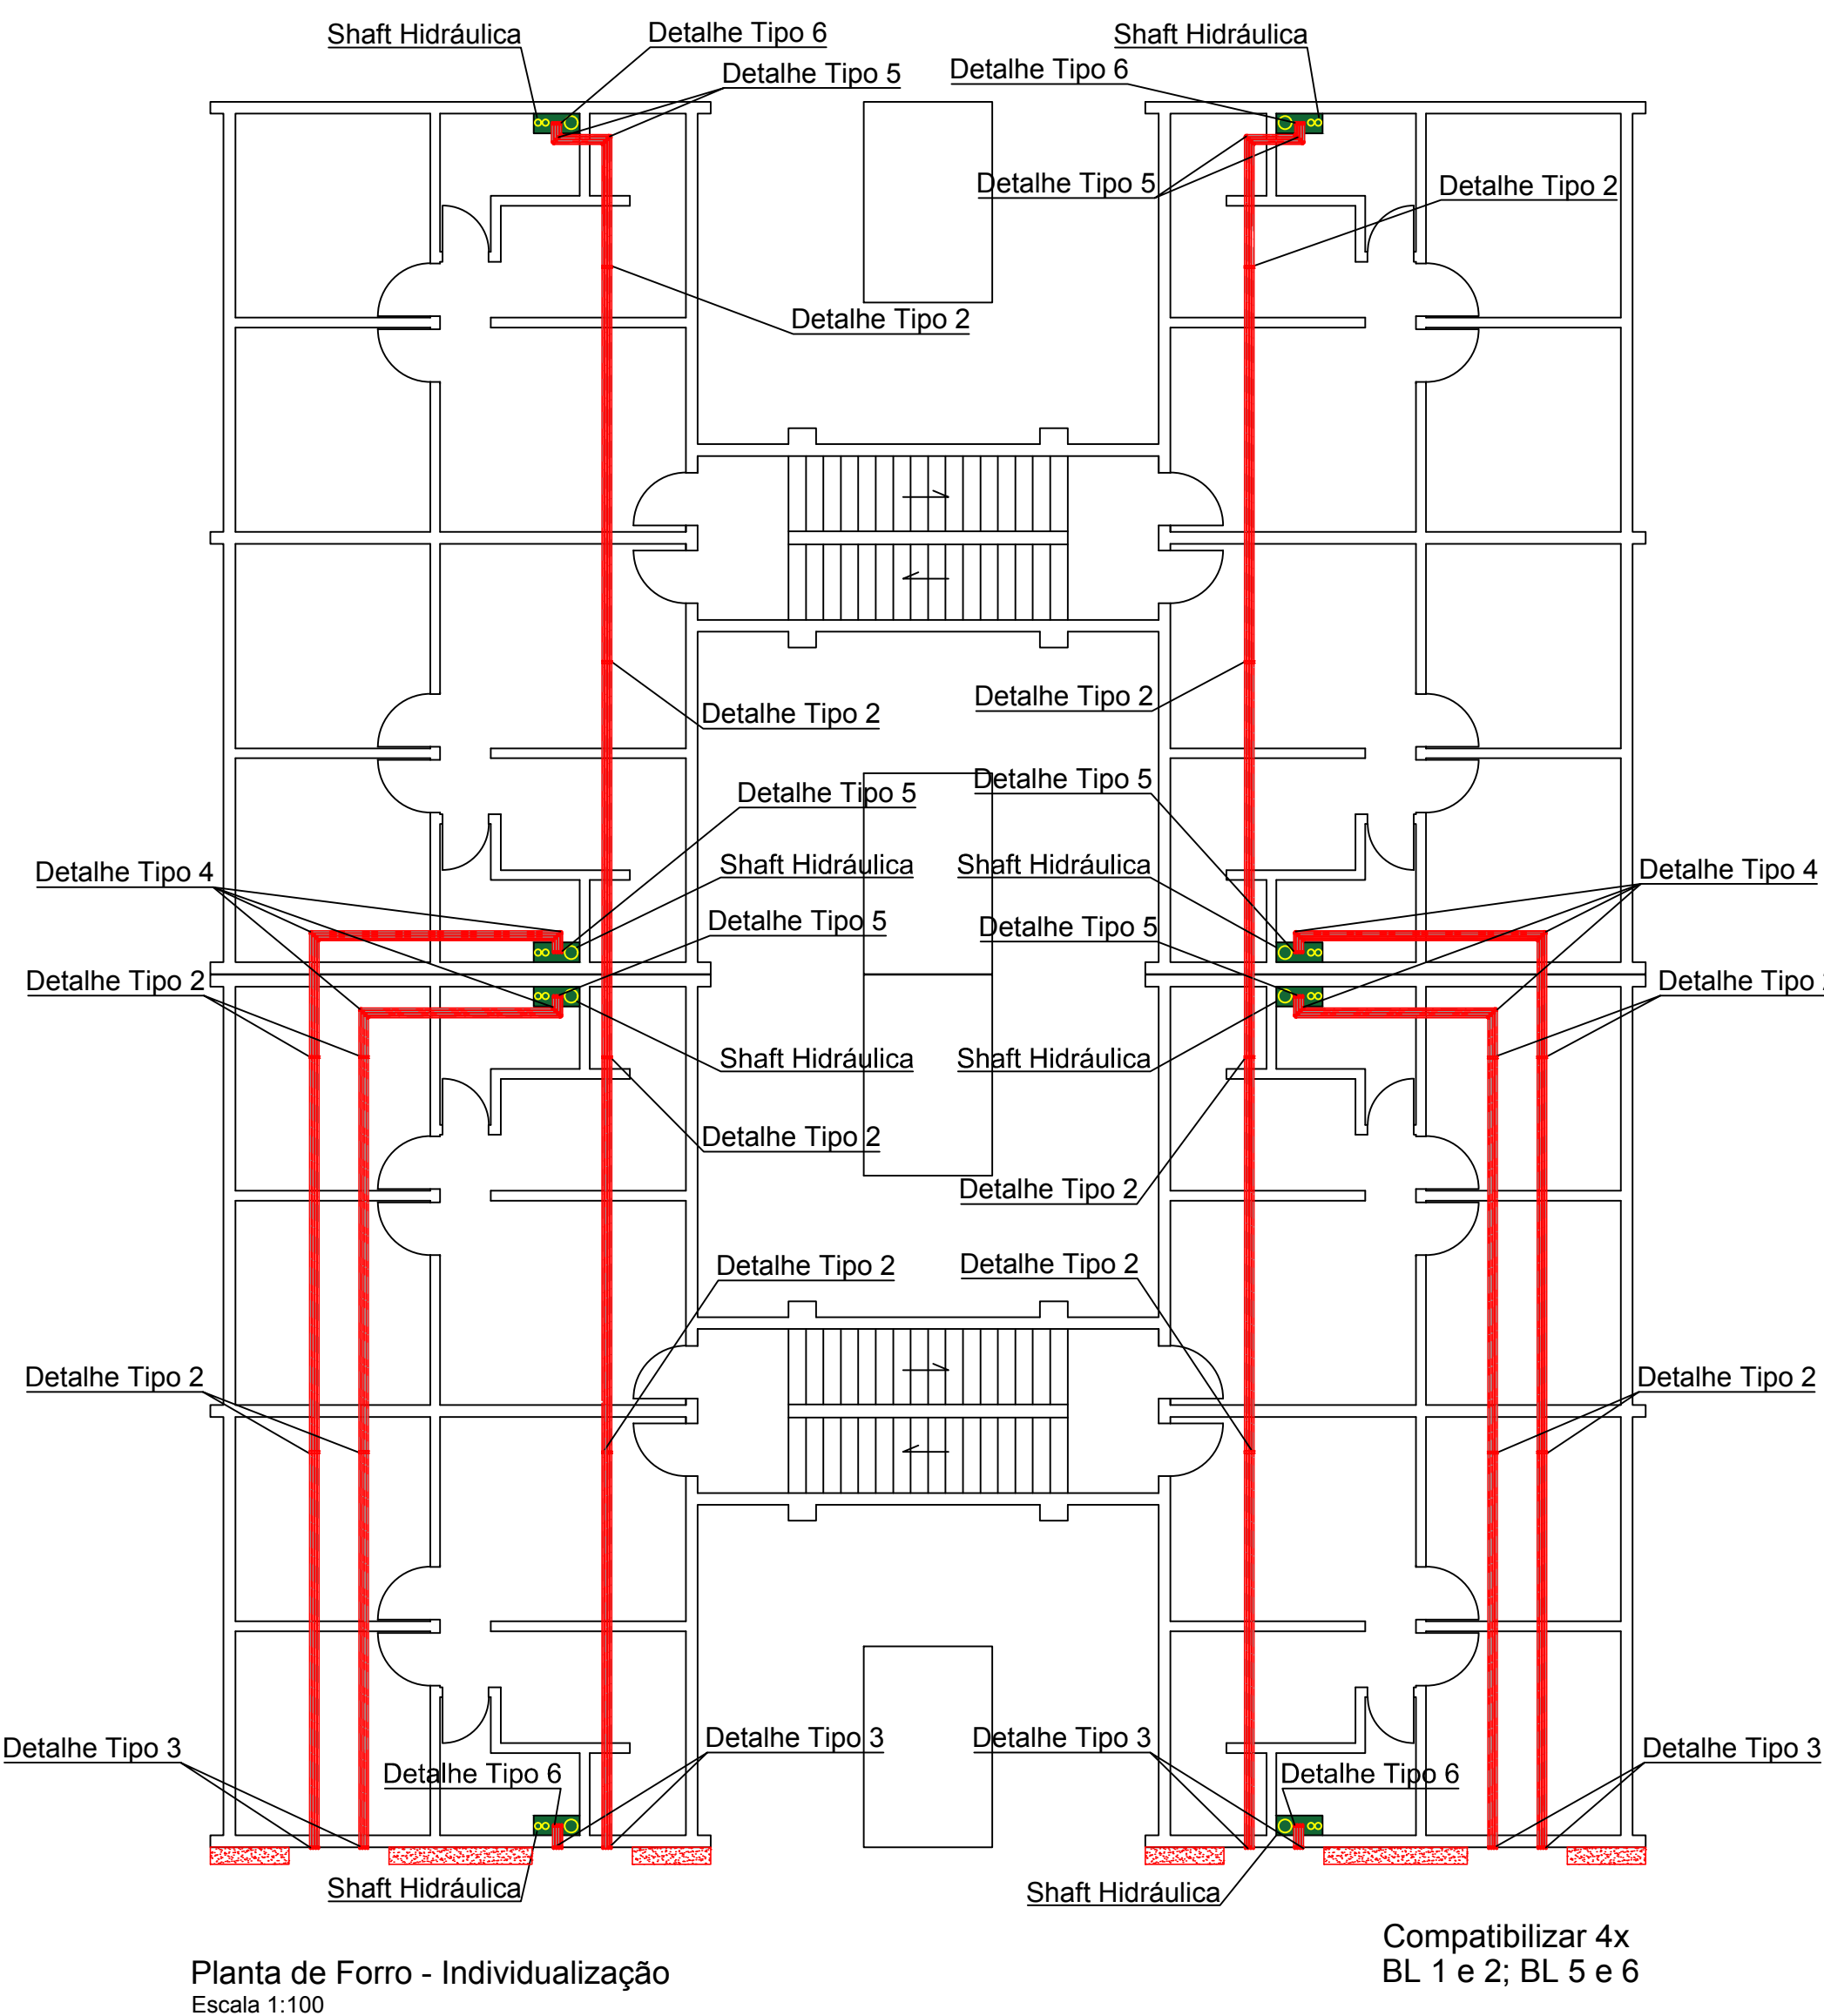 Shaft Hidráulica
Detalhe Tipo 6
Shaft Hidráulica
Detalhe Tipo 5
Detalhe Tipo 6
Detalhe Tipo 5
Detalhe Tipo 2
Detalhe Tipo 2
Detalhe Tipo 2
Detalhe Tipo 2
Detalhe Tipo 5
Detalhe Tipo 5
Detalhe Tipo 4
Shaft Hidráulica
Shaft Hidráulica
Detalhe Tipo 4
Detalhe Tipo 5
Detalhe Tipo 5
Detalhe Tipo 2
Detalhe Tipo
Shaft Hidráulica
Shaft Hidráulica
Detalhe Tipo 2
Detalhe Tipo 2
Detalhe Tipo 2
Detalhe Tipo 2
Detalhe Tipo 2
Detalhe Tipo 2
Detalhe Tipo 3
Detalhe Tipo 3
Detalhe Tipo 3
Detalhe Tipo 3
Detalhe Tipo 6
Detalhe Tipo 6
Shaft Hidráulica
Shaft Hidráulica
Compatibilizar 4x
BL 1 e 2; BL 5 e 6
Planta de Forro - Individualização
Escala 1:100